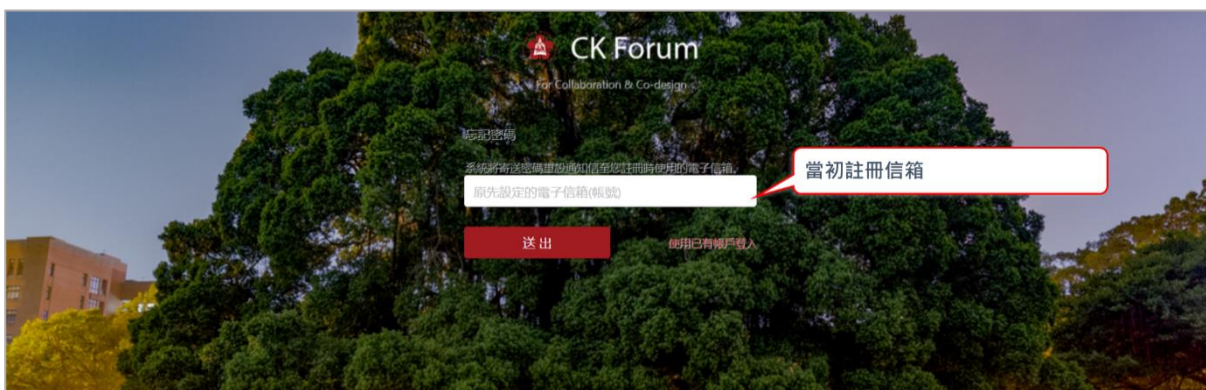 CK Forum
For Collaboration & Co-design
忘記密碼
系統將寄送密碼重設通知信至您註冊時使用的電子信箱。
當初註冊信箱
原先設定的電子信箱(帳號)
送出
使用已有帳戶登入